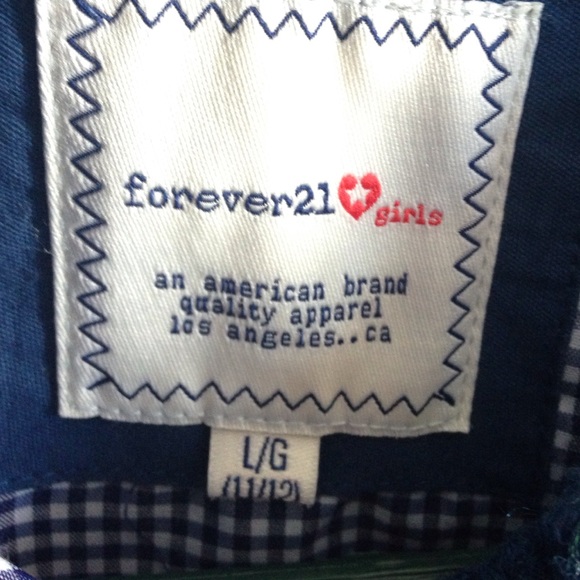 forever21 girls
an american brand
quality apparel
los angeles..ca
L/G
(11/12)